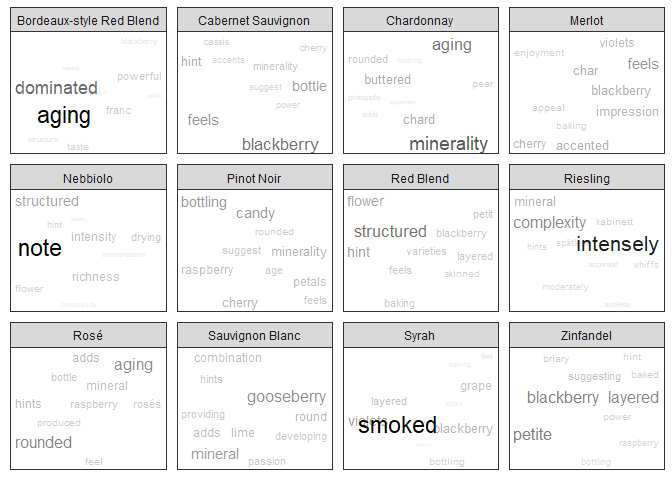 Bordeaux-style Red Blend
blackberry
powerful
dominated
franc
aging
structure
taste
Cabernet Sauvignon
cassis
cherry
hint
accents
minerality
suggest
bottle
power
feels
blackberry
Chardonnay
aging
rounded
buttered
pear
pineapple
adds
chard
minerality
Merlot
violets
enjoyment
feels
char
blackberry
appeal
impression
baking
cherry
accented
Nebbiolo
structured
hint
note
intensity
drying
concentration
richness
flower
complexity
Pinot Noir
bottling
candy
rounded
suggest
minerality
raspberry
age
petals
cherry
feels
Red Blend
flower
petit
structured
blackberry
hint
varieties
layered
feels
skinned
baking
Riesling
mineral
complexity
kabinett
hints
intensely
accented
whiffs
moderately
Rosé
adds
aging
bottle
mineral
hints
raspberry
rosés
produced
rounded
feel
Sauvignon Blanc
combination
hints
gooseberry
providing
round
adds
lime
developing
mineral
passion
Syrah
feel
baking
grape
layered
violets
smoked
blackberry
bottling
Zinfandel
briary
hint
suggesting
baked
blackberry
layered
power
petite
raspberry
bottling